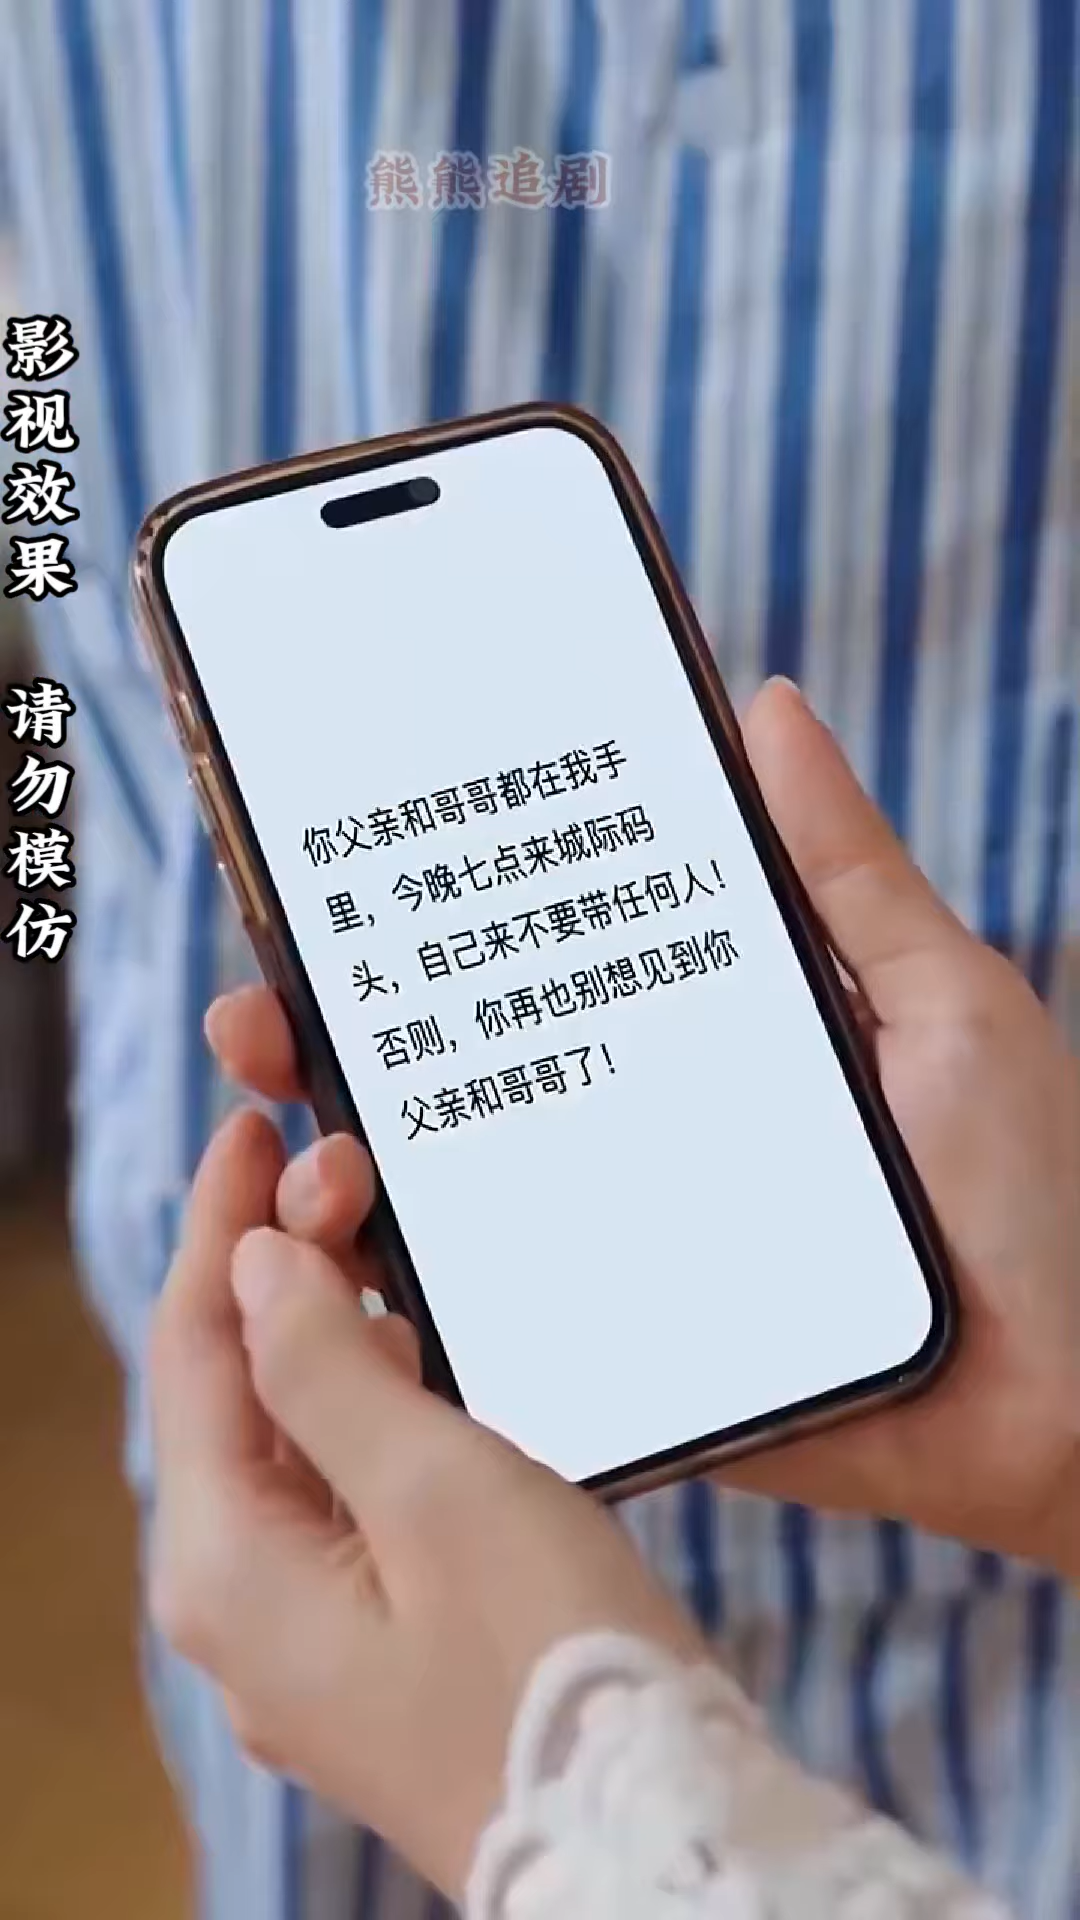 熊熊追剧
影视效果 请勿模仿
你父亲和哥哥都在我手
里，今晚七点来城际码
头，自己来不要带任何人！
否则，你再也别想见到你
父亲和哥哥了！